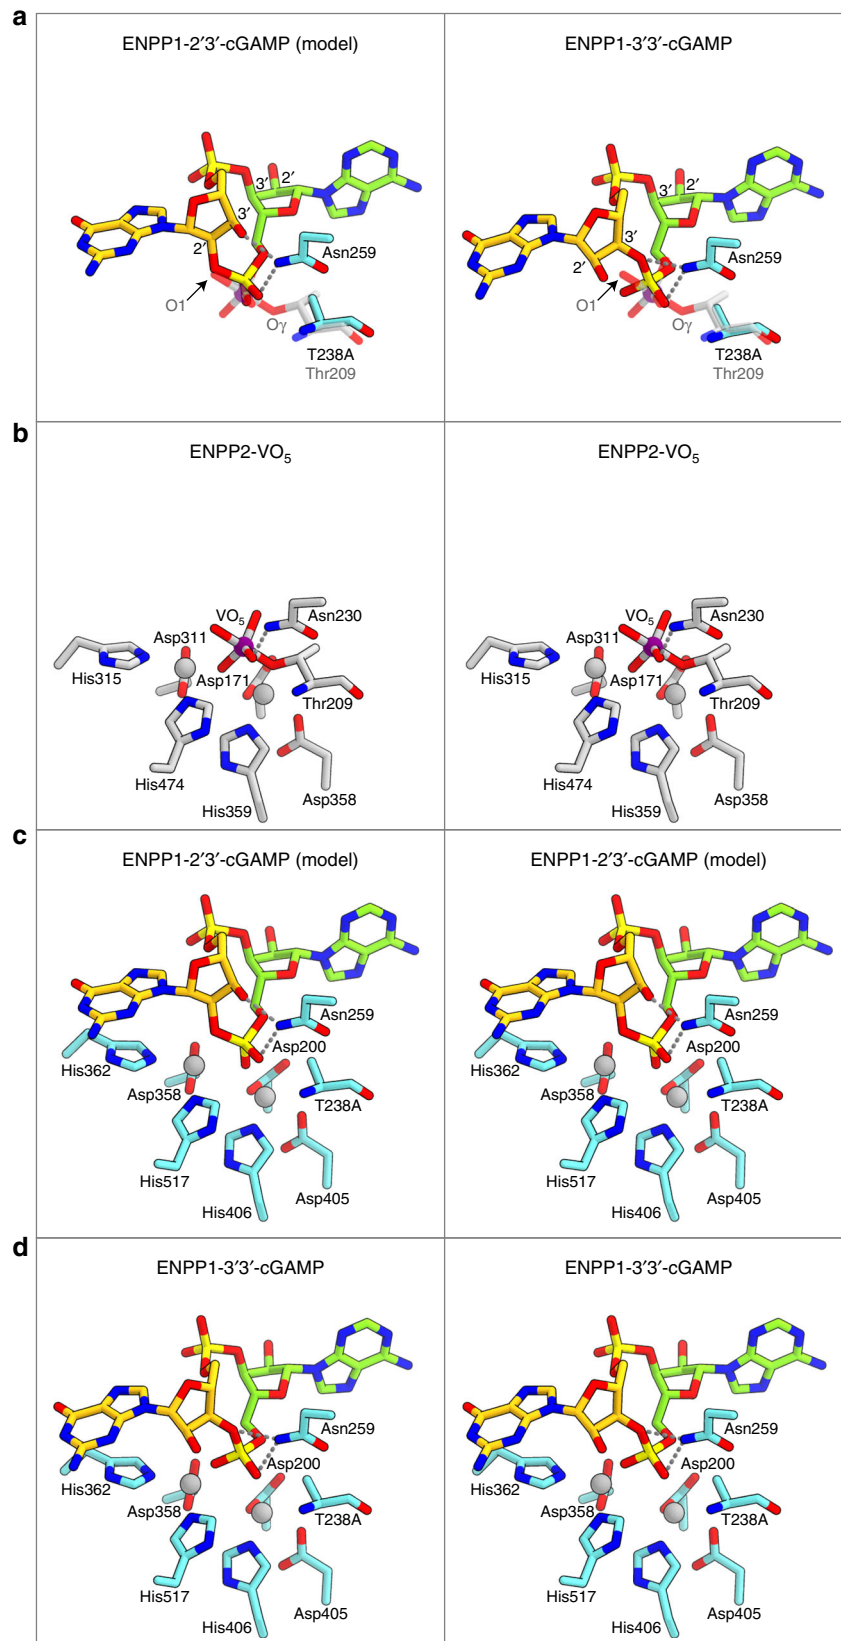 a
ENPP1-2′3′-cGAMP (model)
ENPP1-3′3′-cGAMP
3′ 2′
3′
2′
Asn259
O1
Oγ
T238A
Thr209
3′ 2′
3′
2′
Asn259
O1
Oγ
T238A
Thr209
b
ENPP2-VO5
ENPP2-VO5
VO5
Asn230
Asp311
His315
Asp171
Thr209
His474
Asp358
His359
VO5
Asn230
Asp311
His315
Asp171
Thr209
His474
Asp358
His359
c
ENPP1-2′3′-cGAMP (model)
ENPP1-2′3′-cGAMP (model)
Asn259
Asp200
His362
Asp358
T238A
His517
Asp405
His406
Asn259
Asp200
His362
Asp358
T238A
His517
Asp405
His406
d
ENPP1-3′3′-cGAMP
ENPP1-3′3′-cGAMP
Asn259
Asp200
His362
Asp358
T238A
His517
Asp405
His406
Asn259
Asp200
His362
Asp358
T238A
His517
Asp405
His406